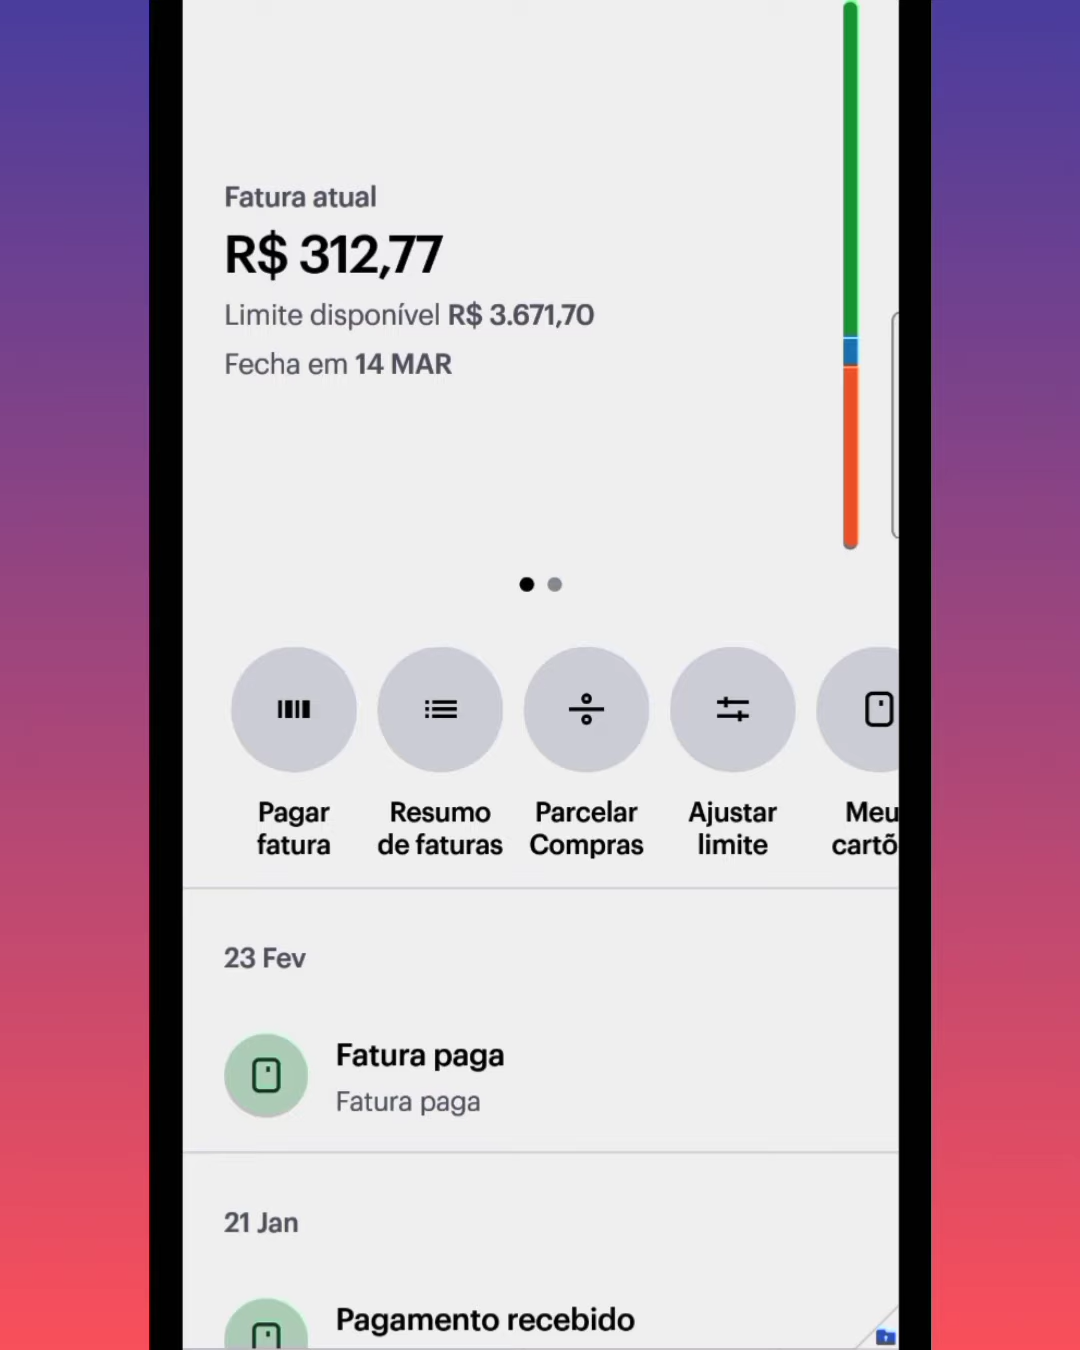 Fatura atual
R$ 312,77
Limite disponível R$ 3.671,70
Fecha em 14 MAR
Pagar
fatura
Resumo
de faturas
Parcelar
Compras
Ajustar
limite
Meu
cartõ
23 Fev
Fatura paga
Fatura paga
21 Jan
Pagamento recebido